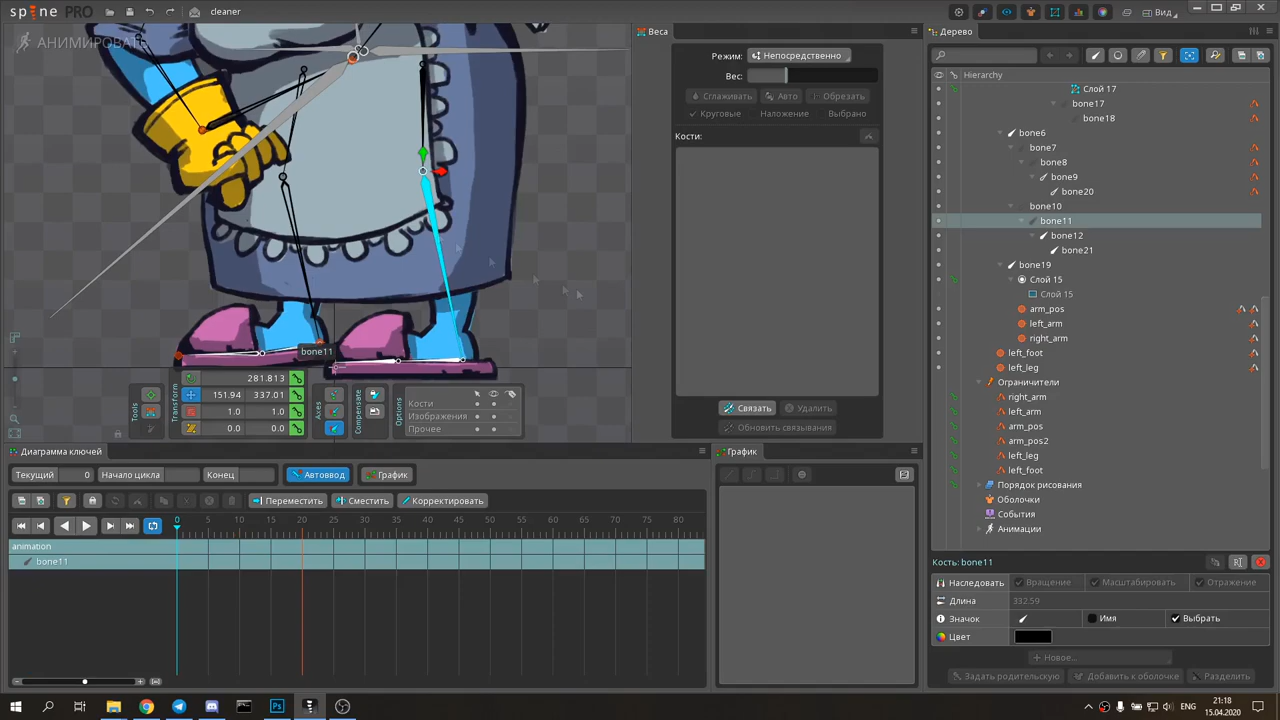 spine PRO
cleaner
Вид
АНИМИРОВАТЬ
bone11
Tools
Transform
281.813
151.94 337.01
1.0 1.0
0.0 0.0
Axes
Compensate
Options
Кости
Изображения
Прочее
Веса
Режим: Непосредственно
Вес:
Сглаживать Авто Обрезать
Круговые Наложение Выбрано
Кости:
Связать Удалить
Обновить связывания
Дерево
Hierarchy
Слой 17
bone17
bone18
bone6
bone7
bone8
bone9
bone20
bone10
bone11
bone12
bone21
bone19
Слой 15
Слой 15
arm_pos
left_arm
right_arm
left_foot
left_leg
Ограничители
right_arm
left_arm
arm_pos
arm_pos2
left_leg
left_foot
Порядок рисования
Оболочки
События
Анимации
Кость: bone11
Наследовать Вращение Масштабировать Отражение
Длина 332.59
Значок Имя Выбрать
Цвет
+ Новое...
Задать родительскую Добавить к оболочке Разделить
Диаграмма ключей
Текущий 0 Начало цикла Конец Автоввод График
Переместить Сместить Корректировать
0 5 10 15 20 25 30 35 40 45 50 55 60 65 70 75 80
animation
bone11
График
Ps
ENG
21:18
15.04.2020